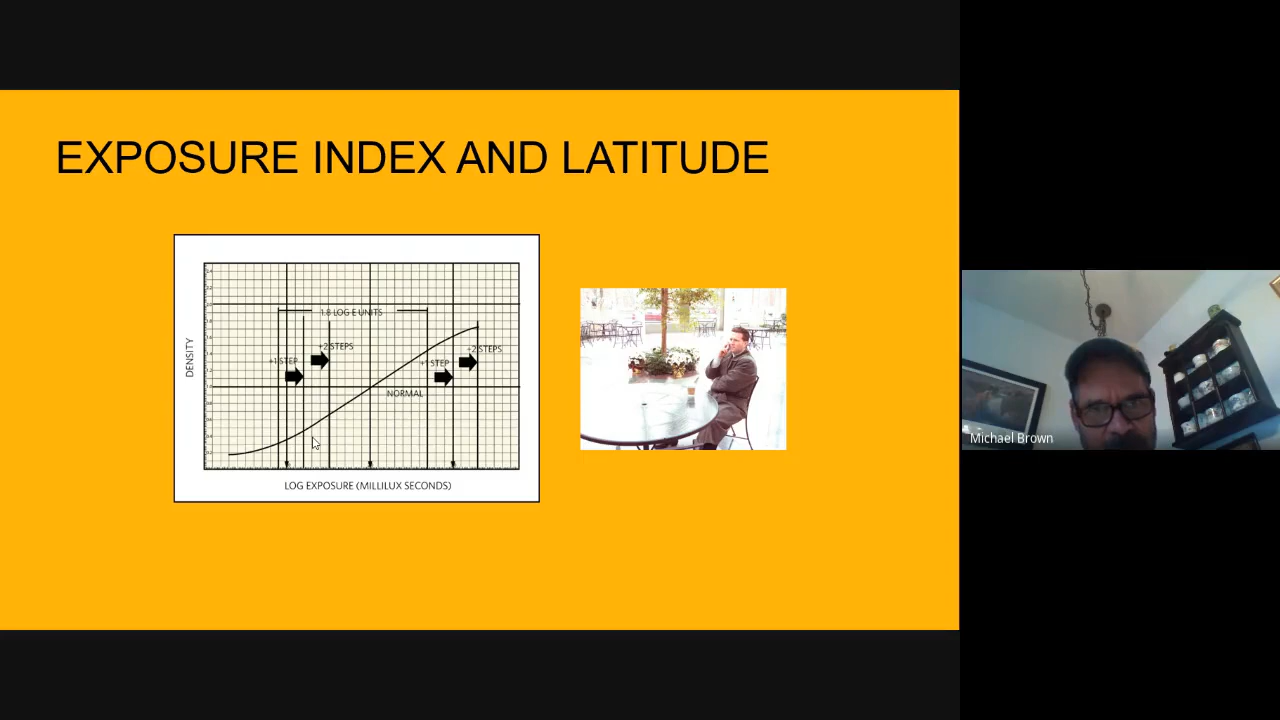 EXPOSURE INDEX AND LATITUDE
1.8 LOG E UNITS
+2 STEPS
+2 STEPS
+1 STEP
+1 STEP
NORMAL
DENSITY
LOG EXPOSURE (MILLILUX SECONDS)
Michael Brown